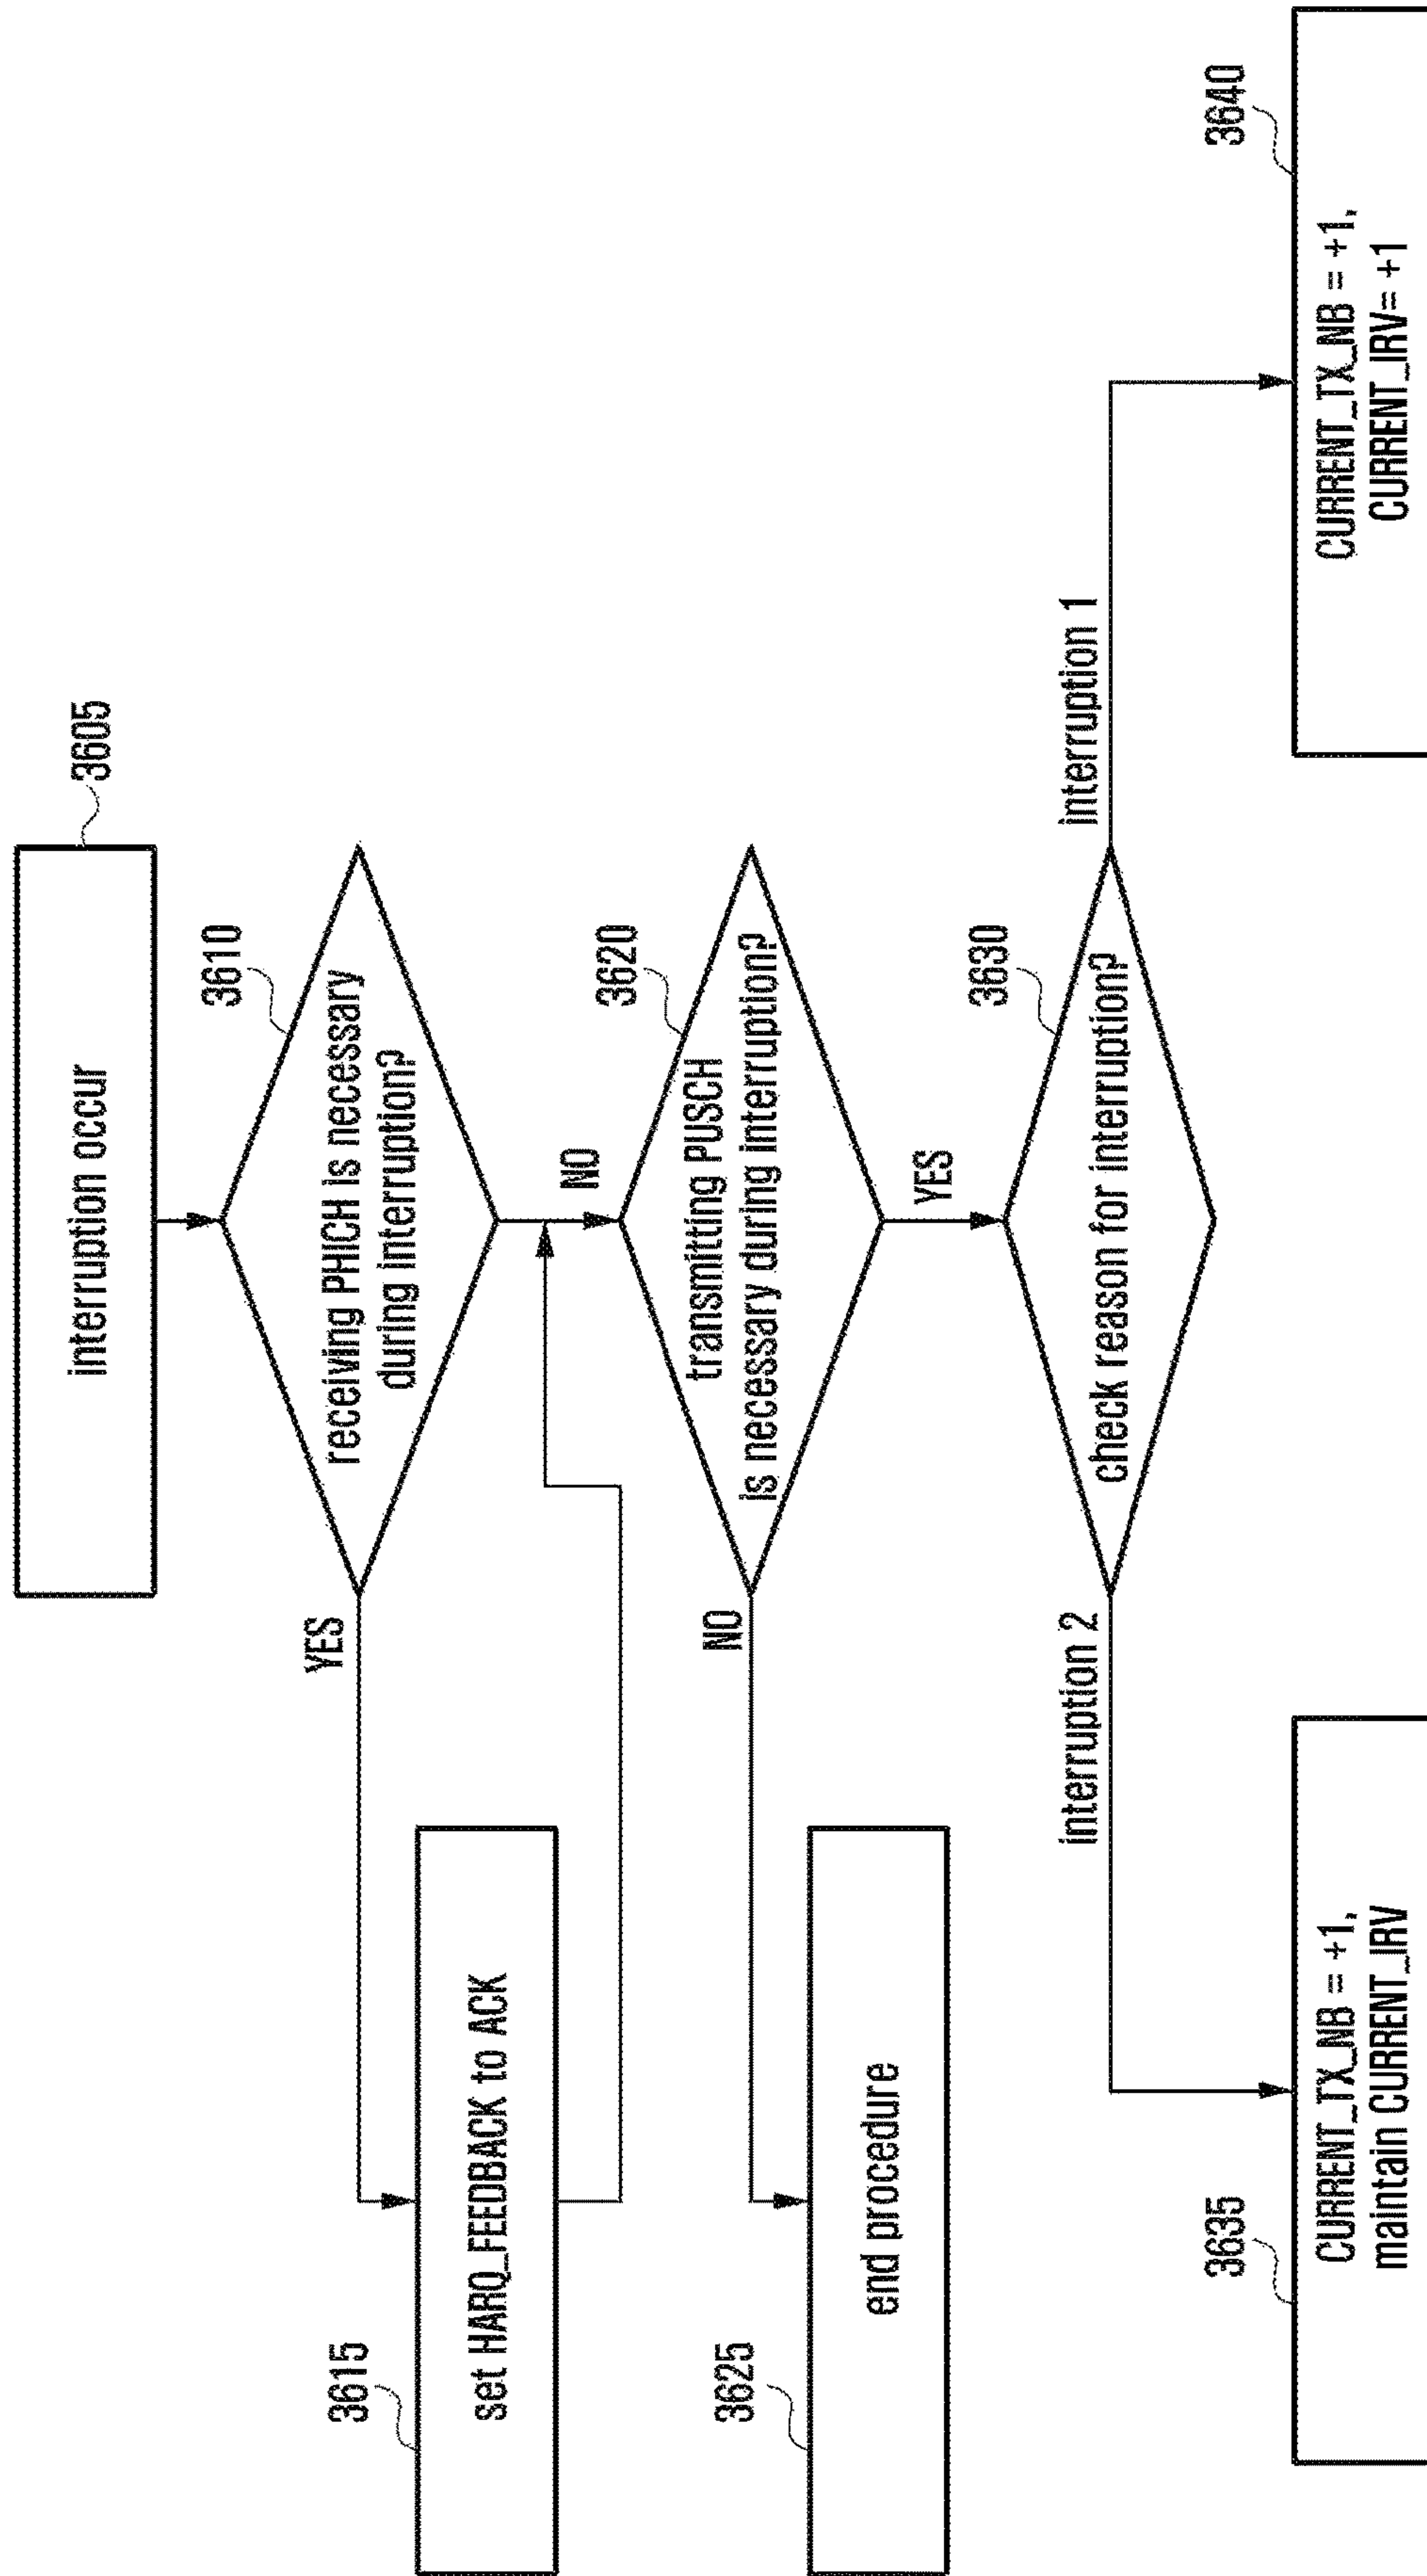 interruption occur
3605
3610
receiving PHICH is necessary
during interruption?
YES
NO
3615
set HARQ_FEEDBACK to ACK
3620
transmitting PUSCH
is necessary during interruption?
NO
YES
3625
end procedure
3630
check reason for interruption?
interruption 2
interruption 1
3635
CURRENT_TX_NB = +1,
maintain CURRENT_IRV
3640
CURRENT_TX_NB = +1,
CURRENT_IRV= +1